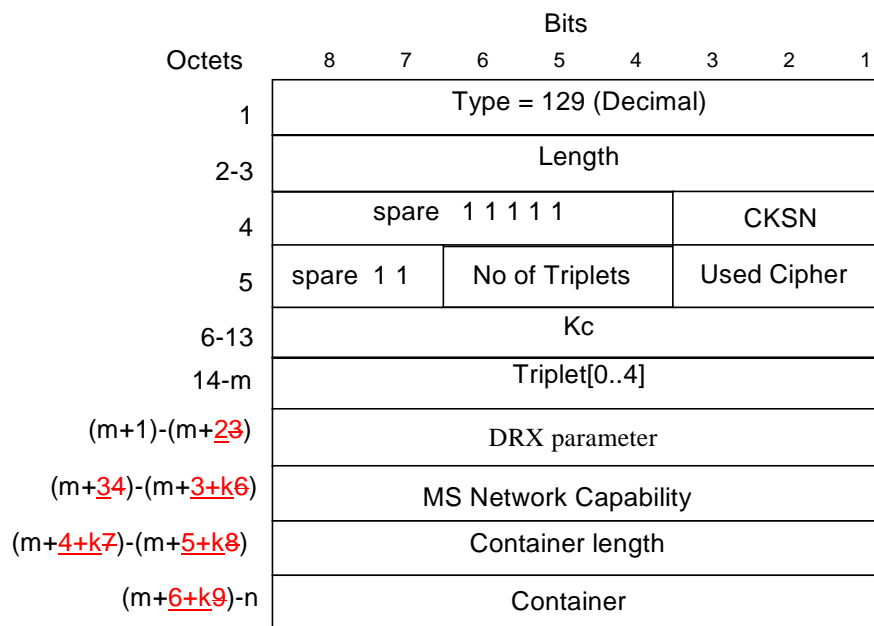 Bits
Octets 8 7 6 5 4 3 2 1
1 Type = 129 (Decimal)
2-3 Length
4 spare 1 1 1 1 1 CKSN
5 spare 1 1 No of Triplets Used Cipher
6-13 Kc
14-m Triplet[0..4]
(m+1)-(m+23) DRX parameter
(m+34)-(m+3+k6) MS Network Capability
(m+4+k7)-(m+5+k8) Container length
(m+6+k9)-n Container